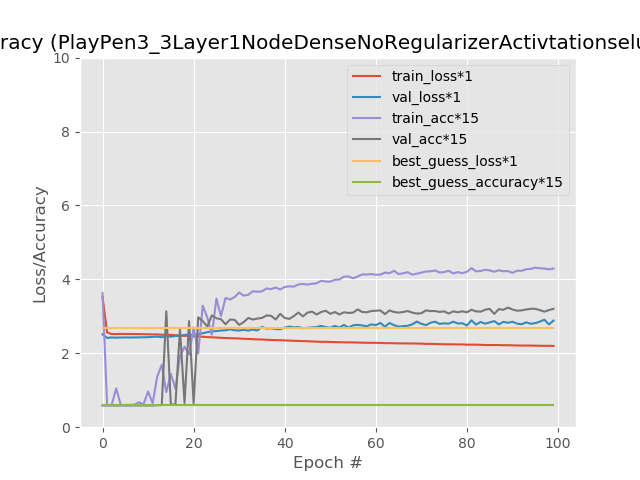 racy (PlayPen3_3Layer1NodeDenseNoRegularizerActivtationselu
train_loss*1
val_loss*1
train_acc*15
val_acc*15
best_guess_loss*1
best_guess_accuracy*15
Loss/Accuracy
10
8
6
4
2
0
0 20 40 60 80 100
Epoch #